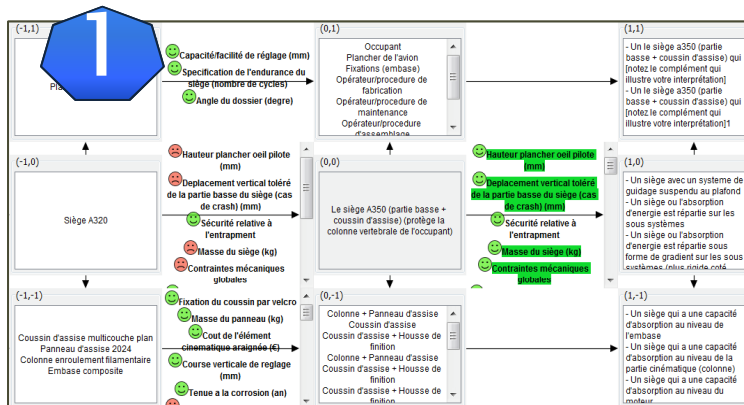 (-1,1)
1
Pla
Capacité/facilité de réglage (mm)
Specification de l'endurance du
siège (nombre de cycles)
Angle du dossier (degre)
(0,1)
Occupant
Plancher de l'avion
Fixations (embase)
Opérateur/procedure de
fabrication
Opérateur/procedure de
maintenance
Opérateur/procedure
d'assemblage
(1,1)
- Un le siège a350 (partie
basse + coussin d'assise) qui
[notez le complément qui
illustre votre interprétation]
- Un le siège a350 (partie
basse + coussin d'assise) qui
[notez le complément qui
illustre votre interprétation]1
(-1,0)
Siège A320
Hauteur plancher oeil pilote
(mm)
Deplacement vertical toléré
de la partie basse du siège (cas
de crash) (mm)
Sécurité relative à
l'entrapment
Masse du siège (kg)
Contraintes mécaniques
globales
(0,0)
Le siège A350 (partie basse +
coussin d'assise) (protège la
colonne vertebrale de l'occupant)
Hauteur plancher oeil pilote
(mm)
Deplacement vertical toléré
de la partie basse du siège (cas
de crash) (mm)
Sécurité relative à
l'entrapment
Masse du siège (kg)
Contraintes mécaniques
globales
(1,0)
- Un siège avec un systeme de
guidage suspendu au plafond
- Un siège ou l'absorption
d'energie est répartie sur les
sous systèmes
- Un siège ou l'absorption
d'energie est répartie sous
forme de gradient sur les sous
systèmes (plus rigide coté
(-1,-1)
Coussin d'assise multicouche plan
Panneau d'assise 2024
Colonne enroulement filamentaire
Embase composite
Fixation du coussin par velcro
Masse du panneau (kg)
Cout de l'élément
cinematique araignée (€)
Course verticale de reglage
(mm)
Tenue a la corrosion (an)
(0,-1)
Colonne + Panneau d'assise
Coussin d'assise
Coussin d'assise + Housse de
finition
Colonne + Panneau d'assise
Coussin d'assise + Housse de
finition
Coussin d'assise + Housse de
finition
(1,-1)
- Un siège qui a une capacité
d'absorption au niveau de
l'embase
- Un siège qui a une capacité
d'absorption au niveau de la
partie cinématique (colonne)
- Un siège qui a une capacité
d'absorption au niveau du
moteur